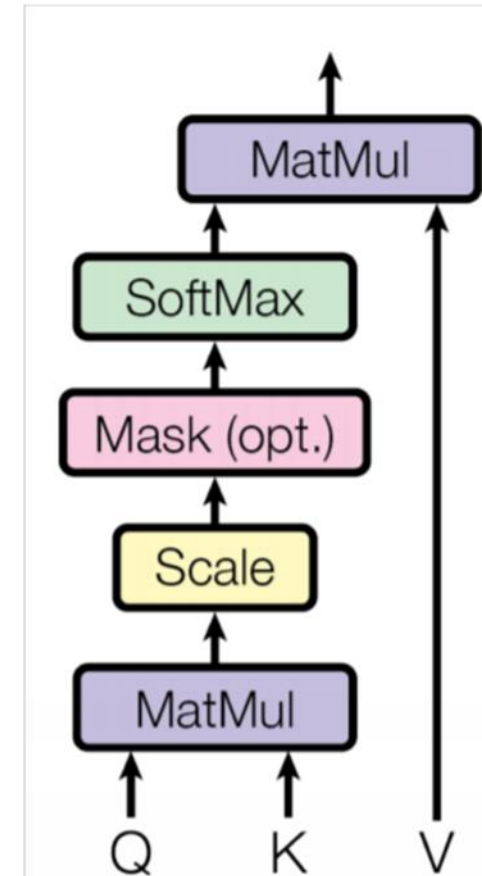 MatMul
SoftMax
Mask (opt.)
Scale
MatMul
Q K V